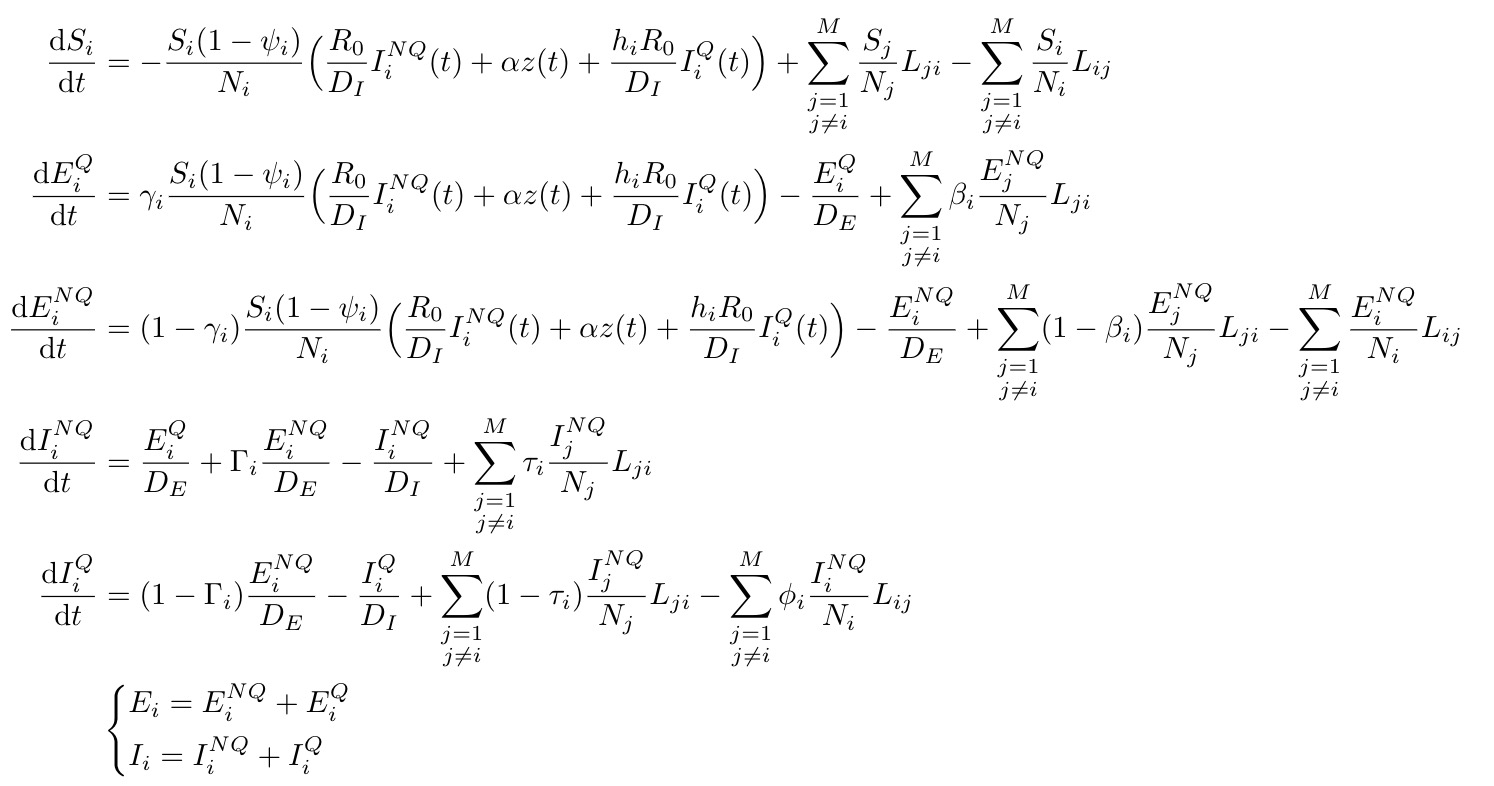 \frac{\mathrm{d}S_i}{\mathrm{d}t} = -\frac{S_i(1-\psi_i)}{N_i}\Big(\frac{R_0}{D_I}I_i^{NQ}(t) + \alpha z(t) + \frac{h_i R_0}{D_I}I_i^Q(t)\Big) + \sum_{\substack{j=1\\j\neq i}}^{M}\frac{S_j}{N_j}L_{ji} - \sum_{\substack{j=1\\j\neq i}}^{M}\frac{S_i}{N_i}L_{ij}
\frac{\mathrm{d}E_i^Q}{\mathrm{d}t} = \gamma_i\frac{S_i(1-\psi_i)}{N_i}\Big(\frac{R_0}{D_I}I_i^{NQ}(t) + \alpha z(t) + \frac{h_i R_0}{D_I}I_i^Q(t)\Big) - \frac{E_i^Q}{D_E} + \sum_{\substack{j=1\\j\neq i}}^{M}\beta_i\frac{E_j^{NQ}}{N_j}L_{ji}
\frac{\mathrm{d}E_i^{NQ}}{\mathrm{d}t} = (1-\gamma_i)\frac{S_i(1-\psi_i)}{N_i}\Big(\frac{R_0}{D_I}I_i^{NQ}(t) + \alpha z(t) + \frac{h_i R_0}{D_I}I_i^Q(t)\Big) - \frac{E_i^{NQ}}{D_E} + \sum_{\substack{j=1\\j\neq i}}^{M}(1-\beta_i)\frac{E_j^{NQ}}{N_j}L_{ji} - \sum_{\substack{j=1\\j\neq i}}^{M}\frac{E_i^{NQ}}{N_i}L_{ij}
\frac{\mathrm{d}I_i^{NQ}}{\mathrm{d}t} = \frac{E_i^Q}{D_E} + \Gamma_i\frac{E_i^{NQ}}{D_E} - \frac{I_i^{NQ}}{D_I} + \sum_{\substack{j=1\\j\neq i}}^{M}\tau_i\frac{I_j^{NQ}}{N_j}L_{ji}
\frac{\mathrm{d}I_i^Q}{\mathrm{d}t} = (1-\Gamma_i)\frac{E_i^{NQ}}{D_E} - \frac{I_i^Q}{D_I} + \sum_{\substack{j=1\\j\neq i}}^{M}(1-\tau_i)\frac{I_j^{NQ}}{N_j}L_{ji} - \sum_{\substack{j=1\\j\neq i}}^{M}\phi_i\frac{I_i^{NQ}}{N_i}L_{ij}
\begin{cases} E_i = E_i^{NQ} + E_i^Q \\
I_i = I_i^{NQ} + I_i^Q \end{cases}